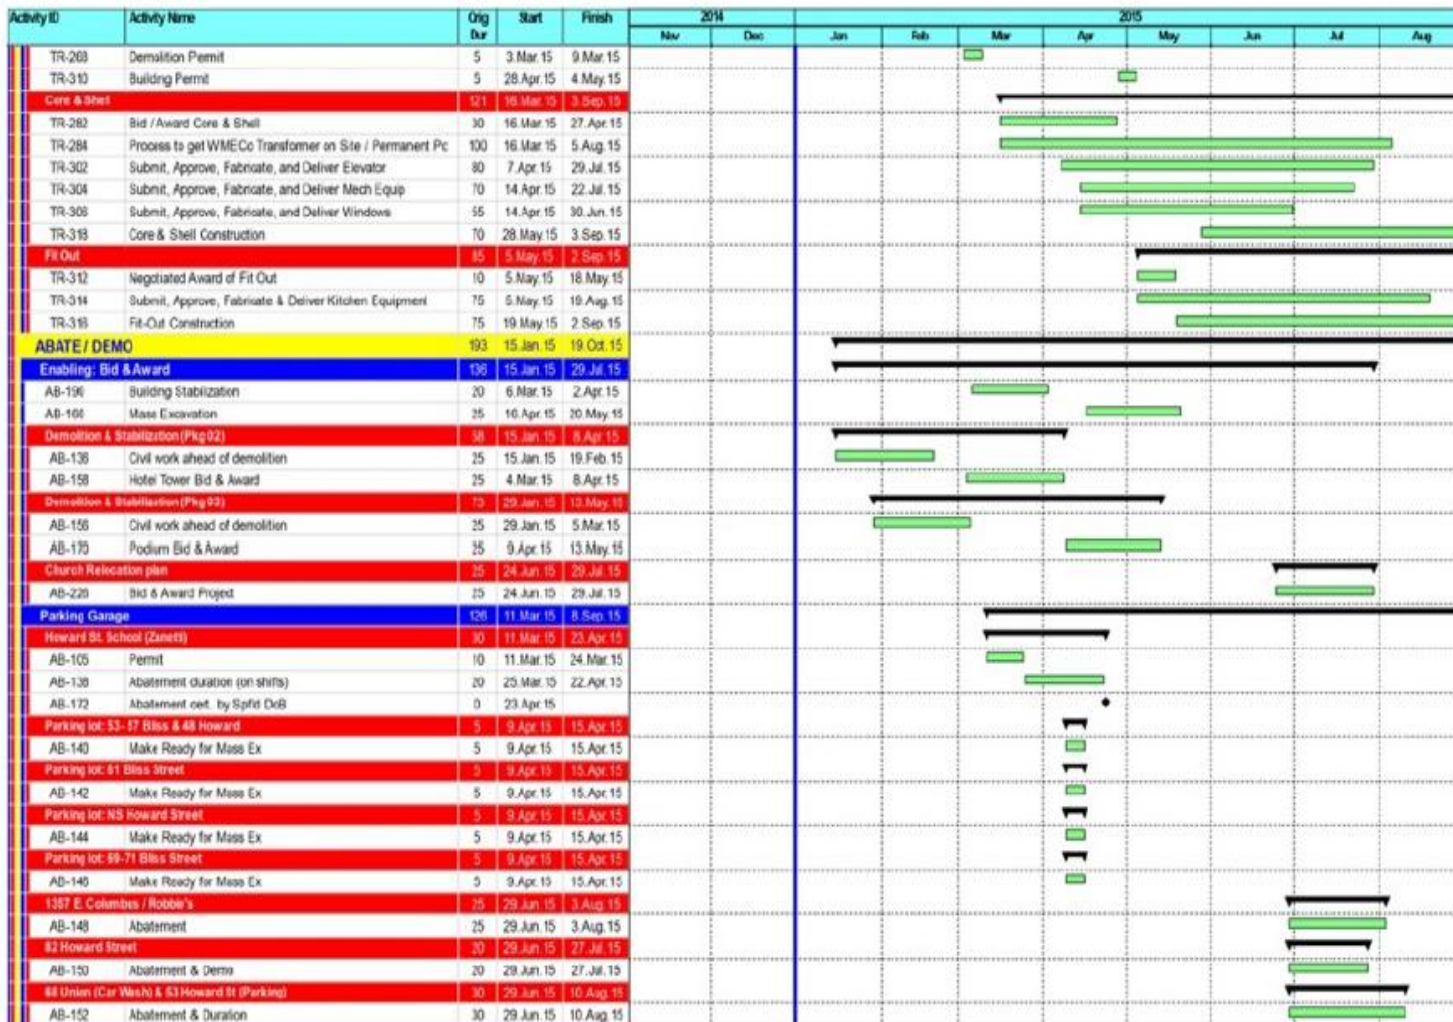 Activity ID Activity Name Orig Dur Start Finish 2014 2015
Nov Dec Jan Feb Mar Apr May Jun Jul Aug
Demolition Permit 5 3.Mar.15 9.Mar.15
TR-310 Building Permit 5 28.Apr.15 4.May.15
Core & Shell 121 16.Mar.15 3.Sep.15
TR-282 Bid / Award Core & Shell 30 16.Mar.15 27.Apr.15
TR-284 Process to get WMECo Transformer on Site / Permanent Pc 100 16.Mar.15 5.Aug.15
TR-302 Submit, Approve, Fabricate, and Deliver Elevator 80 7.Apr.15 29.Jul.15
TR-304 Submit, Approve, Fabricate, and Deliver Mech Equip 70 14.Apr.15 22.Jul.15
Submit, Approve, Fabricate, and Deliver Windows 55 14.Apr.15 30.Jun.15
Core & Shell Construction 70 28.May.15 3.Sep.15
Fit Out 85 5.May.15 2.Sep.15
TR-312 Negotiated Award of Fit Out 10 5.May.15 18.May.15
TR-314 Submit, Approve, Fabricate & Deliver Kitchen Equipment 75 5.May.15 19.Aug.15
Fit-Out Construction 75 19.May.15 2.Sep.15
ABATE / DEMO 193 15.Jan.15 19.Oct.15
Enabling: Bid & Award 136 15.Jan.15 29.Jul.15
Building Stabilization 20 6.Mar.15 2.Apr.15
Mass Excavation 25 16.Apr.15 20.May.15
Demolition & Stabilization (Pkg 02) 58 15.Jan.15 8.Apr.15
Civil work ahead of demolition 25 15.Jan.15 19.Feb.15
Hotel Tower Bid & Award 25 4.Mar.15 8.Apr.15
Demolition & Stabilization (Pkg 03) 73 29.Jan.15 13.May.15
Civil work ahead of demolition 25 29.Jan.15 5.Mar.15
AB-170 Podium Bid & Award 25 9.Apr.15 13.May.15
Church Relocation plan 25 24.Jun.15 29.Jul.15
Bid & Award Project 25 24.Jun.15 29.Jul.15
Parking Garage 126 11.Mar.15 8.Sep.15
Howard St. School (Zanetti) 30 11.Mar.15 23.Apr.15
AB-105 Permit 10 11.Mar.15 24.Mar.15
Abatement duration (on shifts) 20 25.Mar.15 22.Apr.15
AB-172 Abatement cert. by Spfld DoB 0 23.Apr.15
Parking lot: 53- 57 Bliss & 48 Howard 5 9.Apr.15 15.Apr.15
AB-140 Make Ready for Mass Ex 5 9.Apr.15 15.Apr.15
Parking lot: 61 Bliss Street 5 9.Apr.15 15.Apr.15
AB-142 Make Ready for Mass Ex 5 9.Apr.15 15.Apr.15
Parking lot: NS Howard Street 5 9.Apr.15 15.Apr.15
AB-144 Make Ready for Mass Ex 5 9.Apr.15 15.Apr.15
Parking lot: 69-71 Bliss Street 5 9.Apr.15 15.Apr.15
AB-146 Make Ready for Mass Ex 5 9.Apr.15 15.Apr.15
1357 E. Columbus / Robbie's 25 29.Jun.15 3.Aug.15
AB-148 Abatement 25 29.Jun.15 3.Aug.15
82 Howard Street 20 29.Jun.15 27.Jul.15
AB-150 Abatement & Demo 20 29.Jun.15 27.Jul.15
Union (Car Wash) & 53 Howard St (Parking) 30 29.Jun.15 10.Aug.15
AB-152 Abatement & Duration 30 29.Jun.15 10.Aug.15